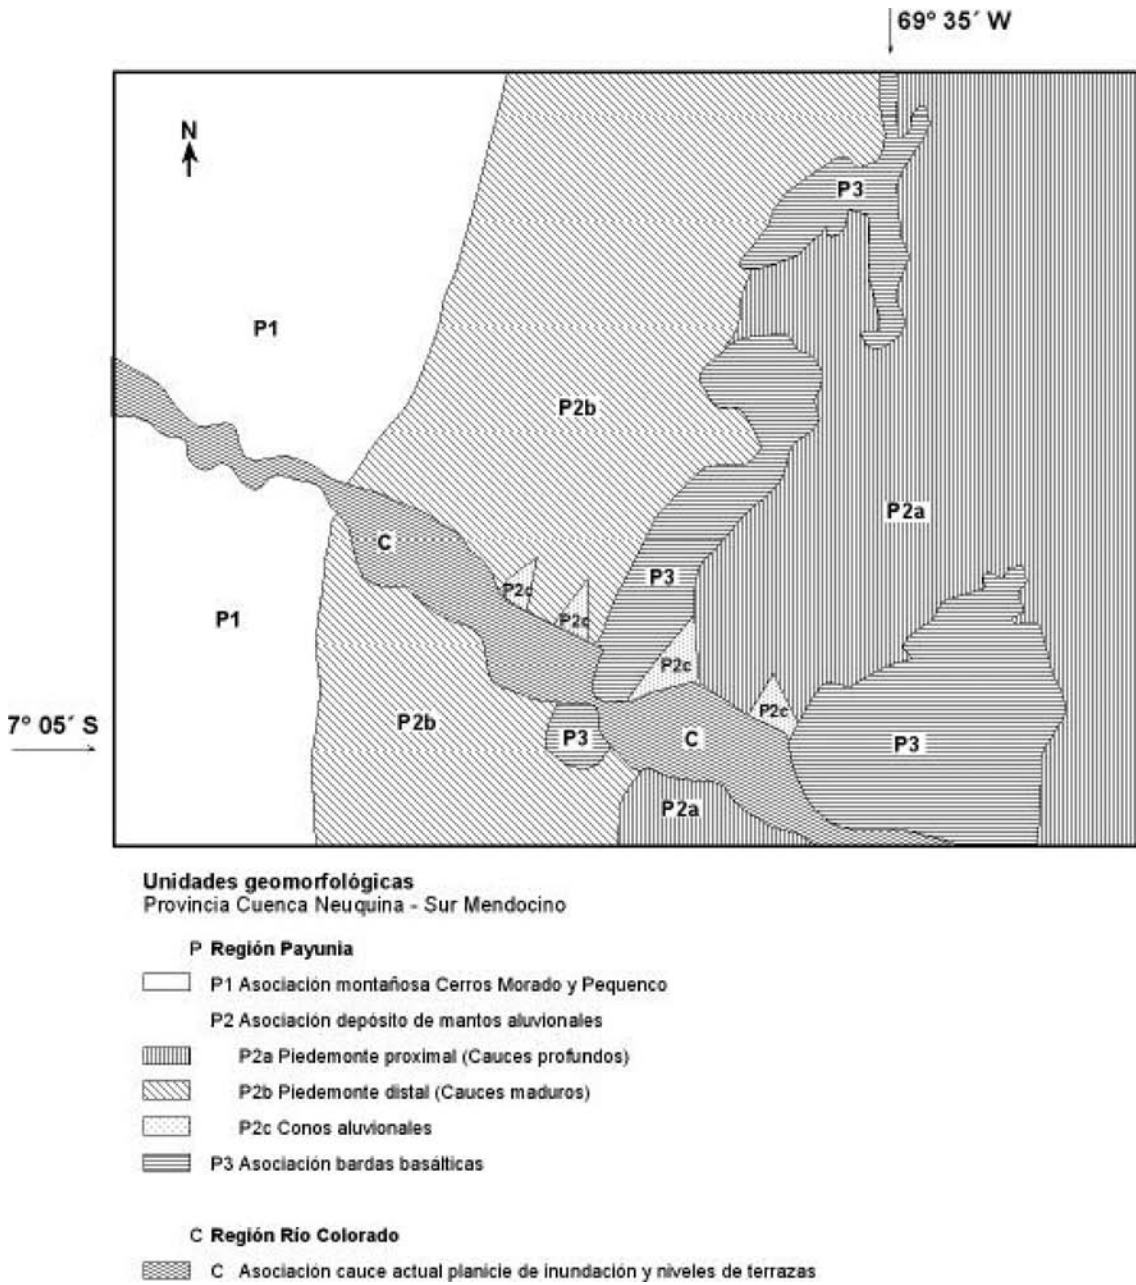 69° 35´ W
N
P3
P1
P2b
P2a
C
P3
P2c
P2c
P1
P2c
P2c
7° 05´ S
P2b
P3
C
P3
P2a
Unidades geomorfológicas
Provincia Cuenca Neuquina - Sur Mendocino
P Región Payunia
P1 Asociación montañosa Cerros Morado y Pequenco
P2 Asociación depósito de mantos aluvionales
P2a Piedemonte proximal (Cauces profundos)
P2b Piedemonte distal (Cauces maduros)
P2c Conos aluvionales
P3 Asociación bardas basálticas
C Región Río Colorado
C Asociación cauce actual planicie de inundación y niveles de terrazas